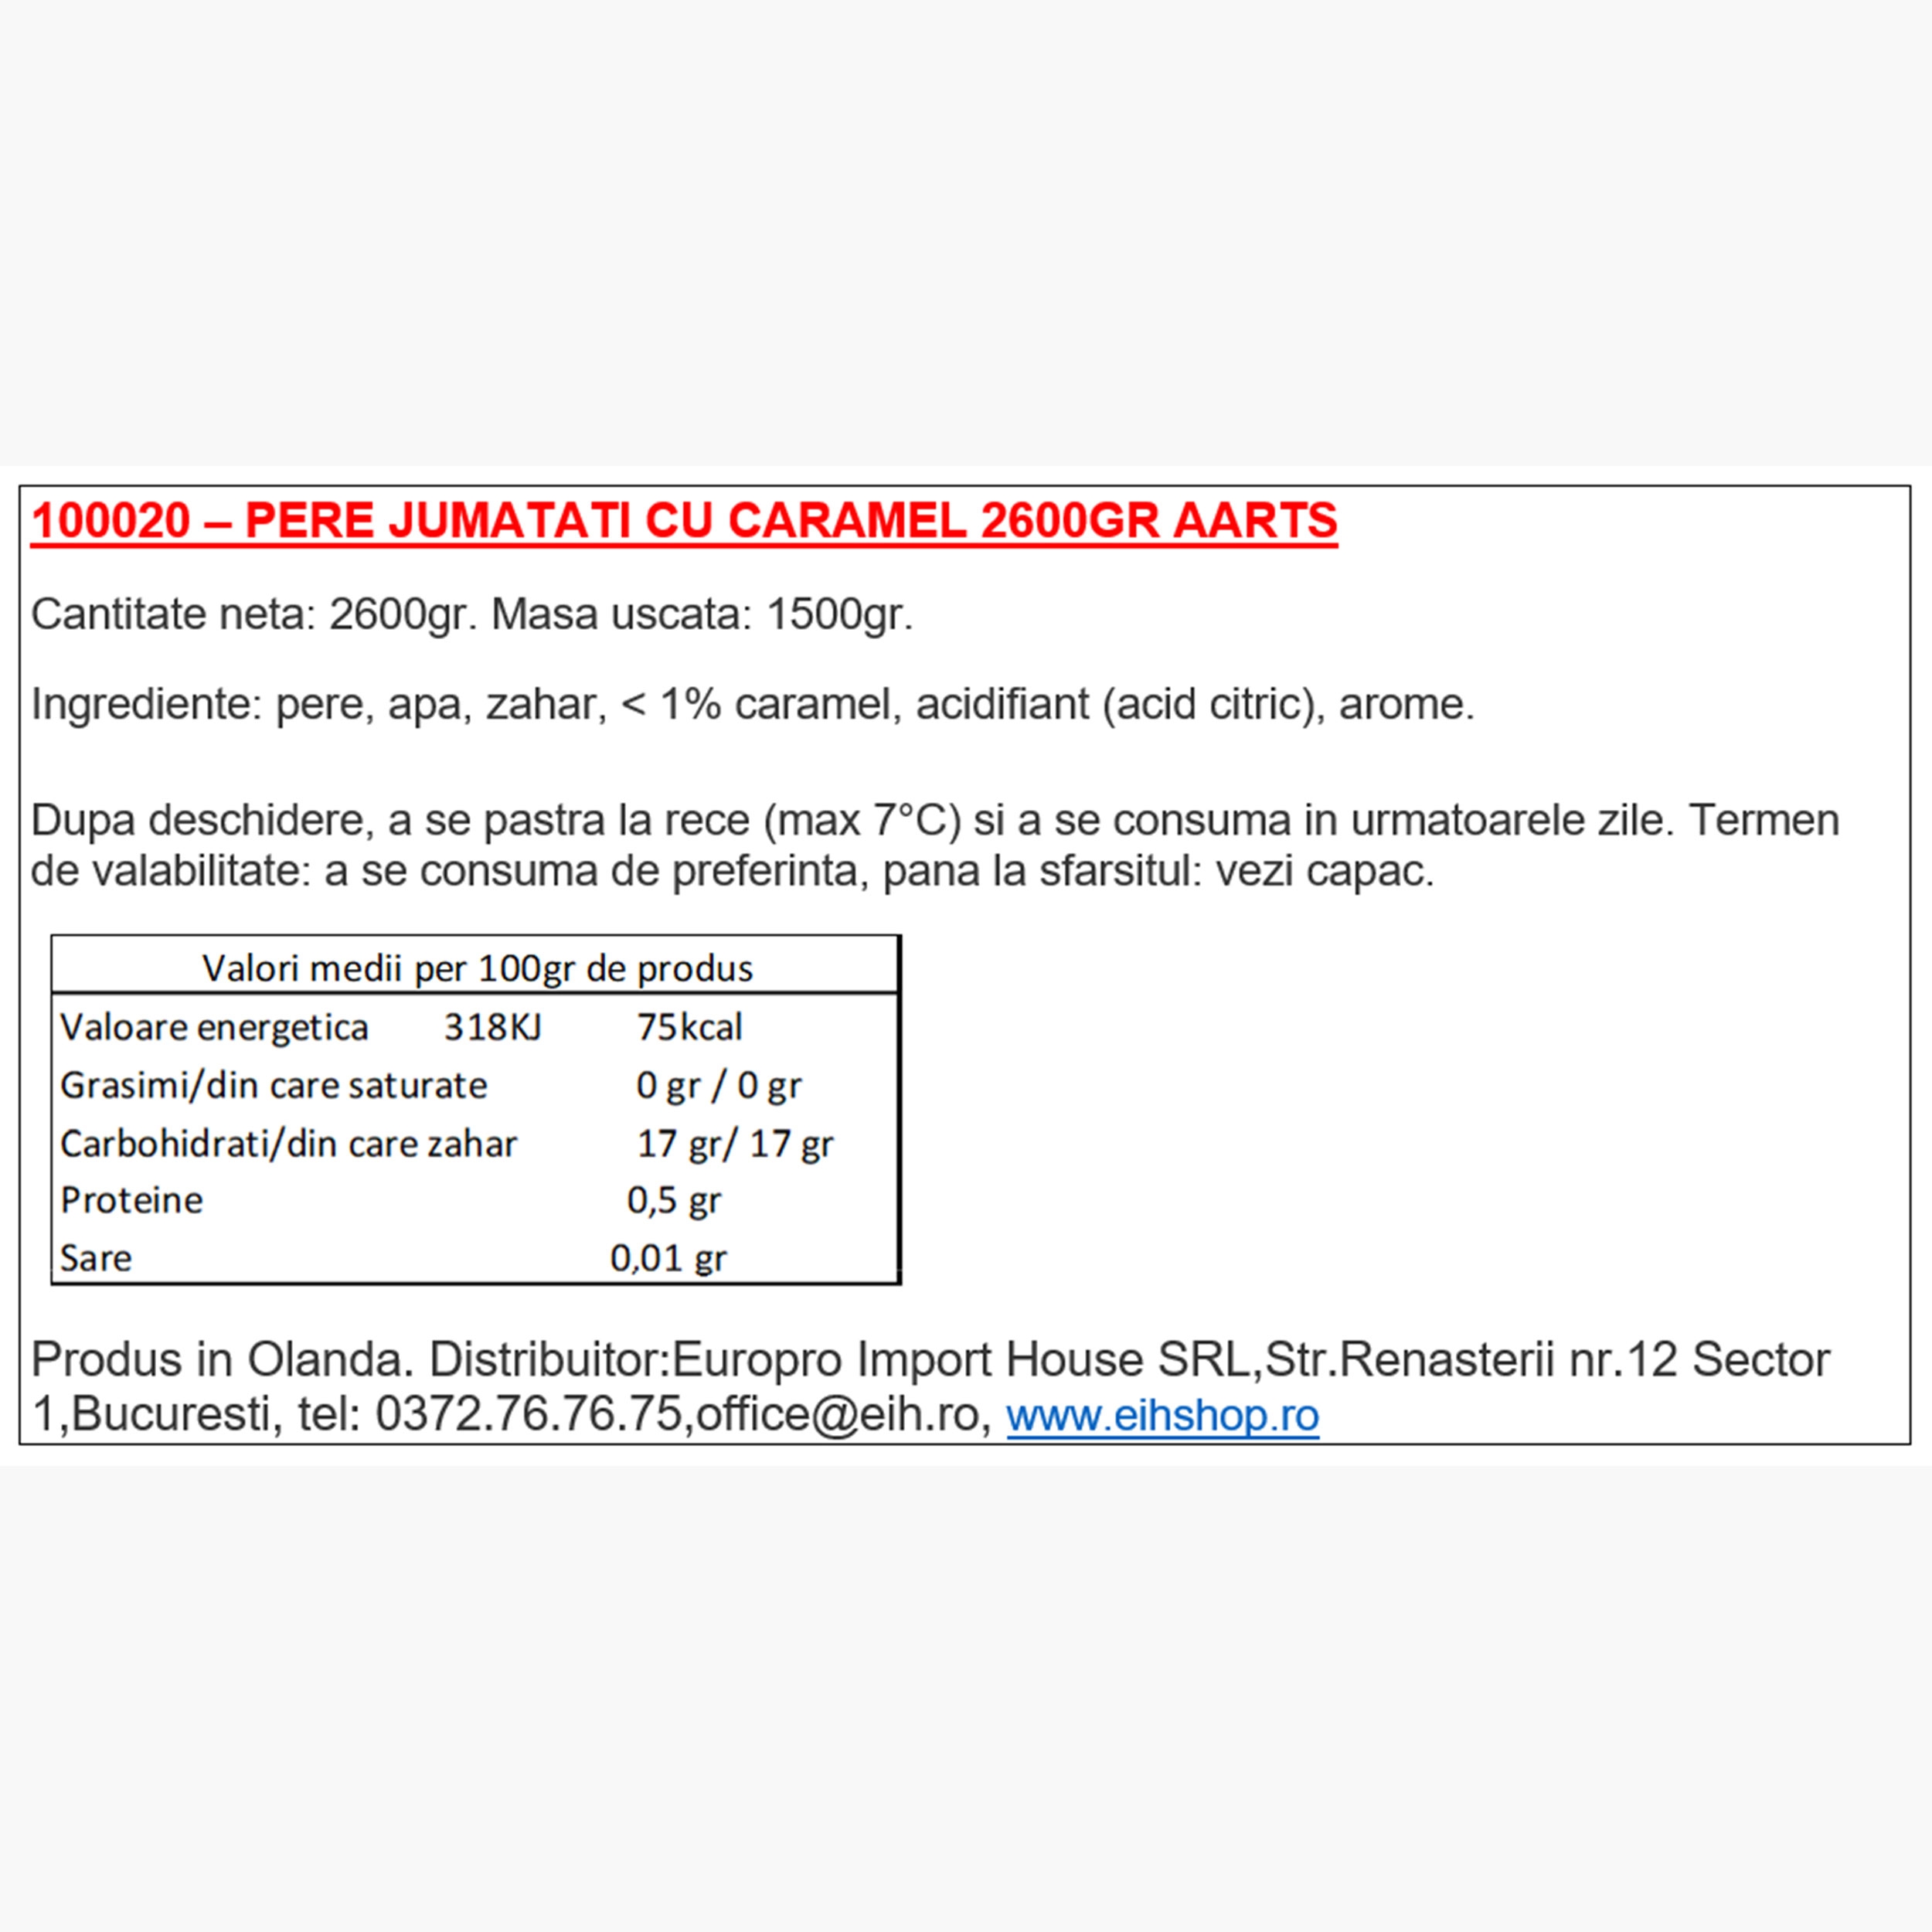 100020 – PERE JUMATATI CU CARAMEL 2600GR AARTS
Cantitate neta: 2600gr. Masa uscata: 1500gr.
Ingrediente: pere, apa, zahar, < 1% caramel, acidifiant (acid citric), arome.
Dupa deschidere, a se pastra la rece (max 7°C) si a se consuma in urmatoarele zile. Termen
de valabilitate: a se consuma de preferinta, pana la sfarsitul: vezi capac.
Valori medii per 100gr de produs
Valoare energetica 318KJ 75kcal
Grasimi/din care saturate 0 gr / 0 gr
Carbohidrati/din care zahar 17 gr/ 17 gr
Proteine 0,5 gr
Sare 0,01 gr
Produs in Olanda. Distribuitor:Europro Import House SRL,Str.Renasterii nr.12 Sector
1,Bucuresti, tel: 0372.76.76.75,office@eih.ro, www.eihshop.ro